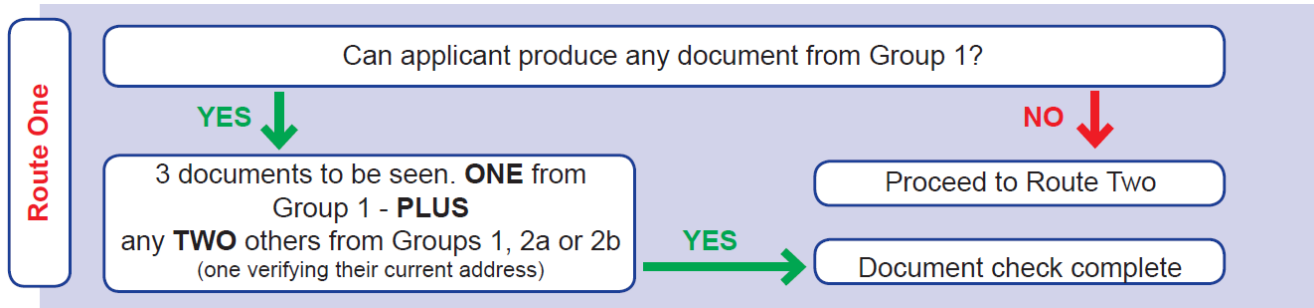 Route One
Can applicant produce any document from Group 1?
YES
NO
3 documents to be seen. ONE from
Group 1 - PLUS
any TWO others from Groups 1, 2a or 2b
(one verifying their current address)
Proceed to Route Two
YES
Document check complete